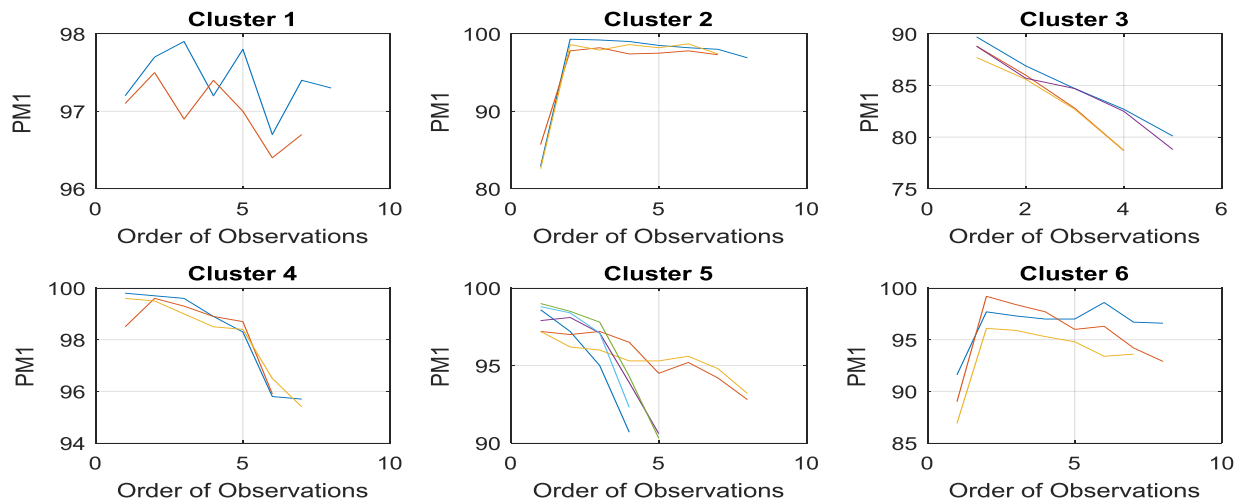 Cluster 1
98
97
96
PM1
0
5
10
Order of Observations
Cluster 2
100
90
80
PM1
0
5
10
Order of Observations
Cluster 3
90
85
80
75
PM1
0
2
4
6
Order of Observations
Cluster 4
100
98
96
94
PM1
0
5
10
Order of Observations
Cluster 5
100
95
90
PM1
0
5
10
Order of Observations
Cluster 6
100
95
90
85
PM1
0
5
10
Order of Observations